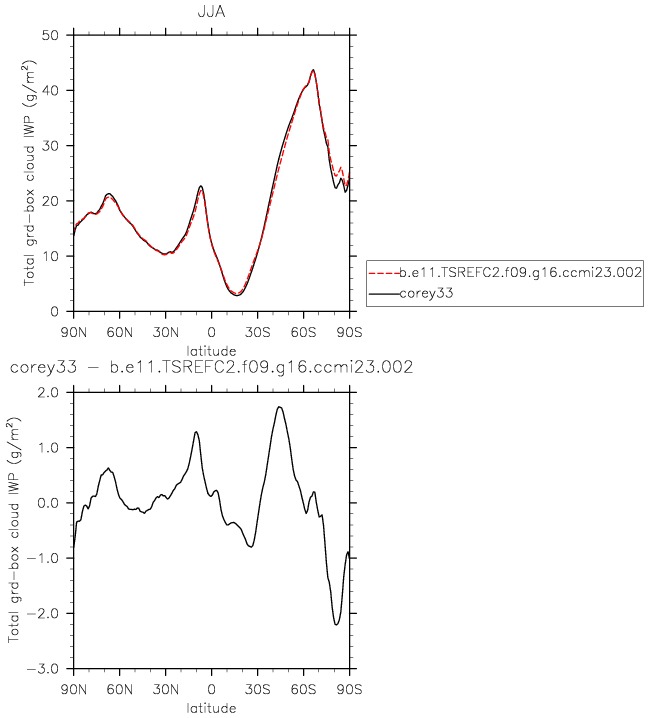 JJA
Total grd-box cloud IWP (g/m²)
50
40
30
20
10
0
90N 60N 30N 0 30S 60S 90S
latitude
b.e11.TSREFC2.f09.g16.ccmi23.002
corey33
corey33 - b.e11.TSREFC2.f09.g16.ccmi23.002
Total grd-box cloud IWP (g/m²)
2.0
1.0
0.0
-1.0
-2.0
-3.0
90N 60N 30N 0 30S 60S 90S
latitude